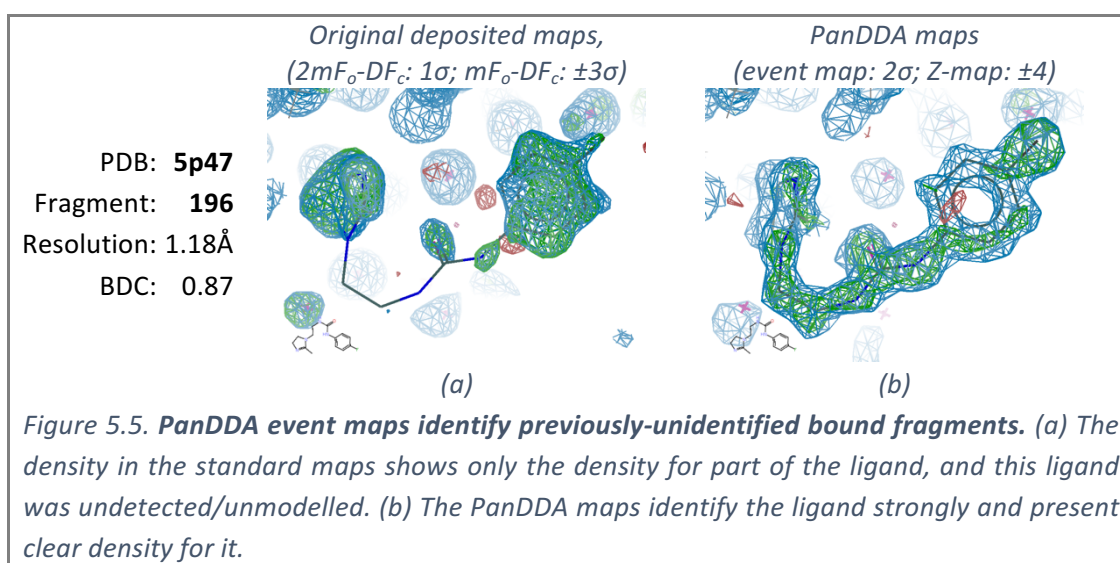 Original deposited maps,
(2mFₒ-DF꜀: 1σ; mFₒ-DF꜀: ±3σ)
PanDDA maps
(event map: 2σ; Z-map: ±4)
PDB: 5p47
Fragment: 196
Resolution: 1.18Å
BDC: 0.87
(a)
(b)
Figure 5.5. PanDDA event maps identify previously-unidentified bound fragments. (a) The
density in the standard maps shows only the density for part of the ligand, and this ligand
was undetected/unmodelled. (b) The PanDDA maps identify the ligand strongly and present
clear density for it.